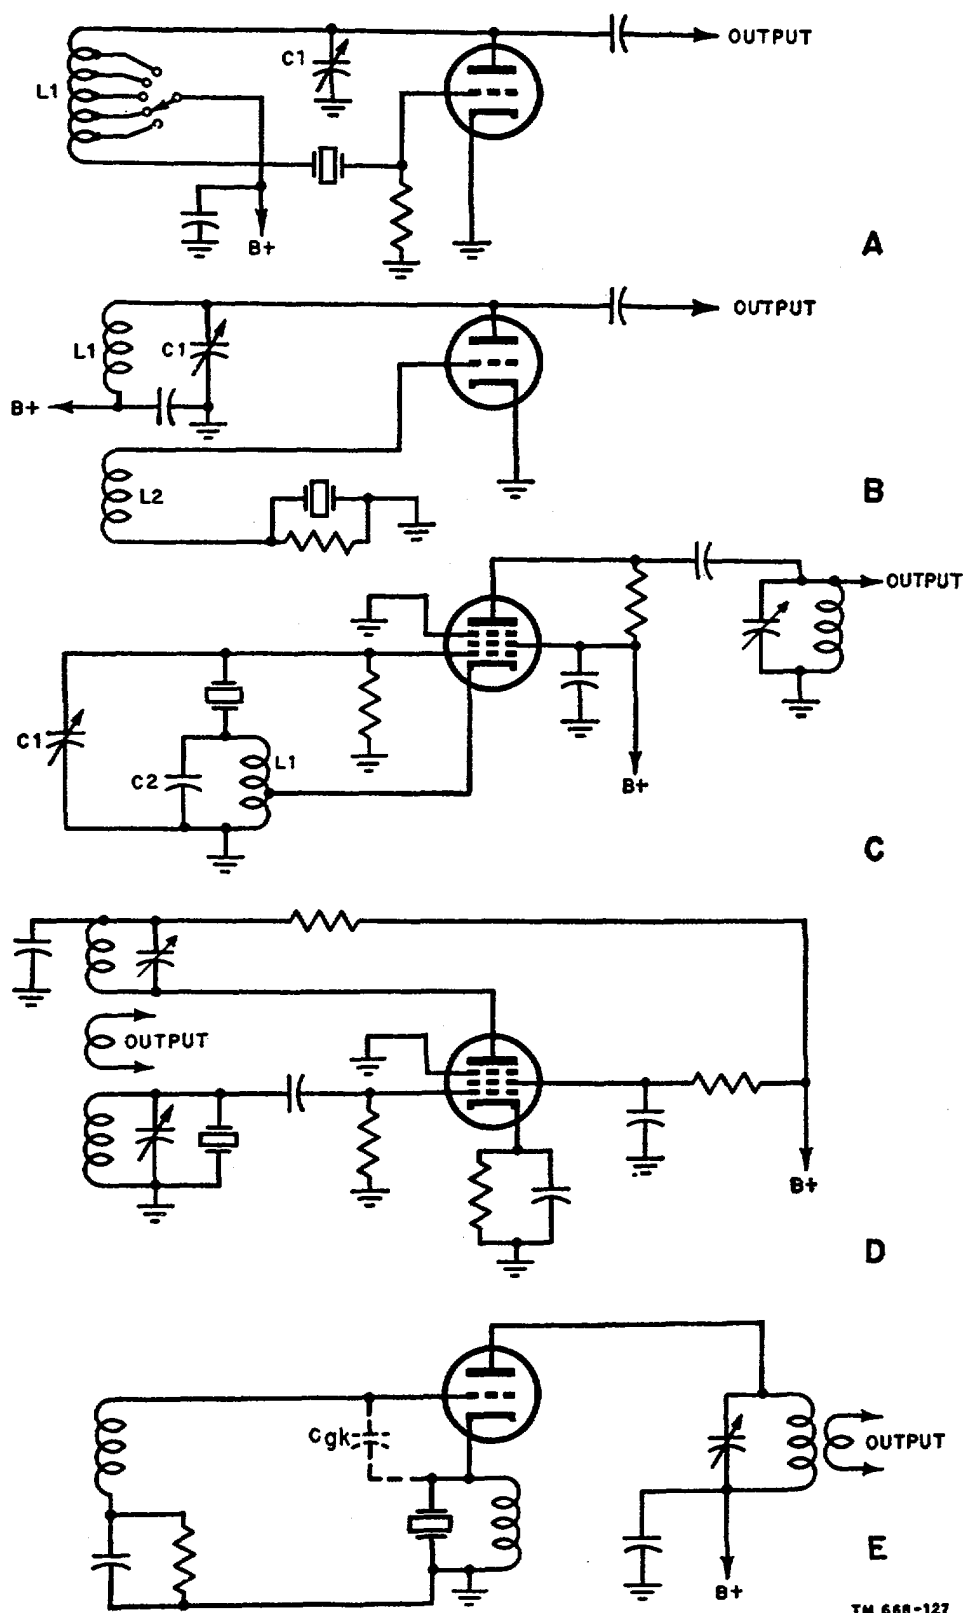 C1
OUTPUT
L1
B+
A
OUTPUT
L1
C1
B+
L2
B
OUTPUT
C1
C2
L1
B+
C
OUTPUT
B+
D
Cgk
OUTPUT
B+
E
TM 668-127